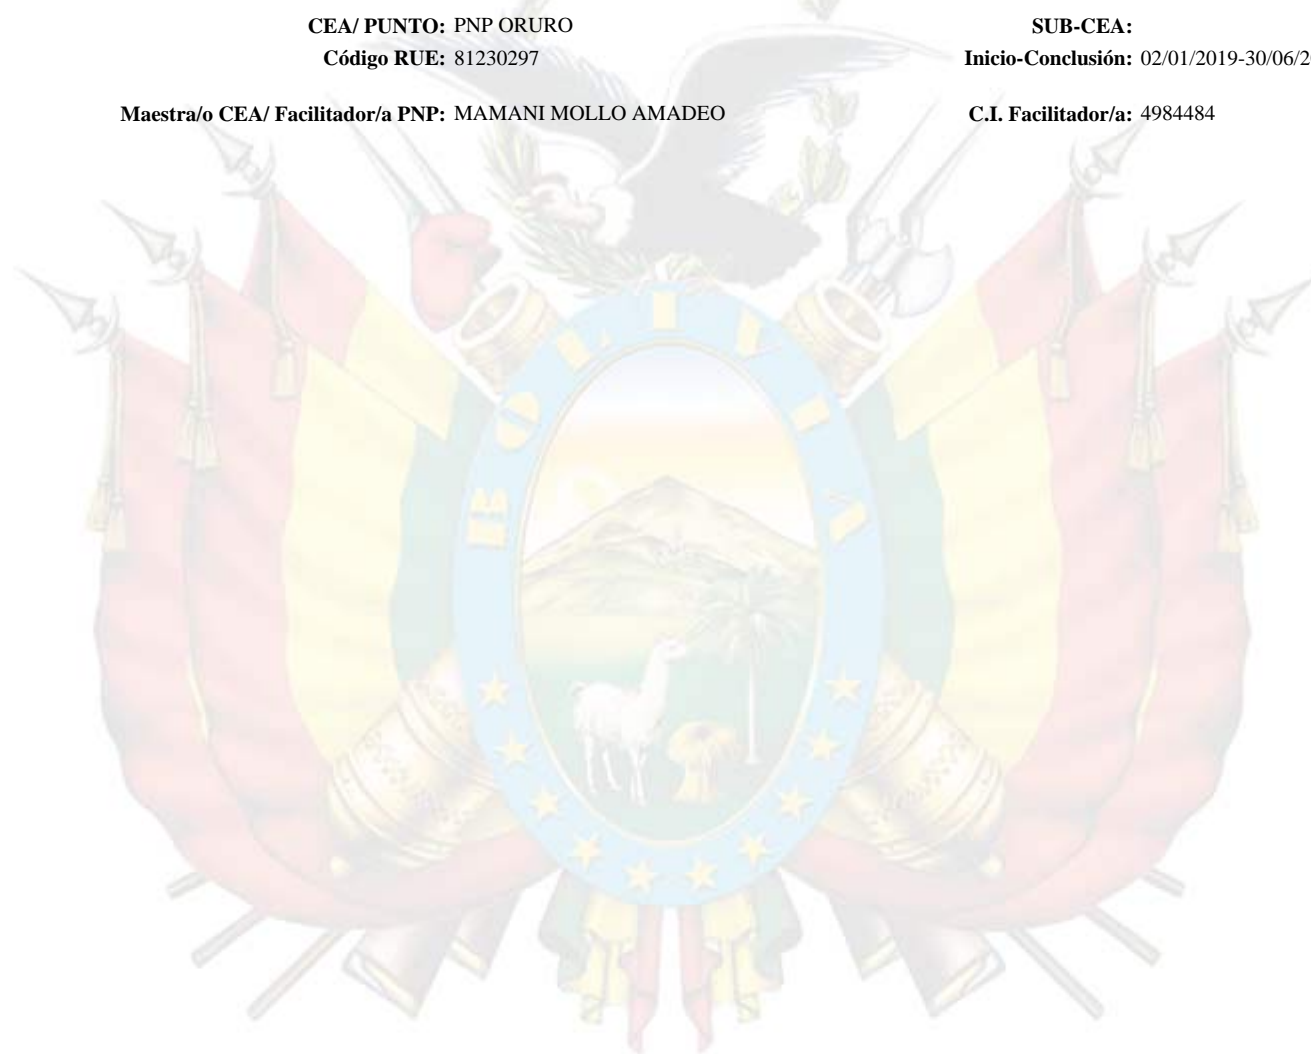 CEA/ PUNTO: PNP ORURO SUB-CEA:
Código RUE: 81230297 Inicio-Conclusión: 02/01/2019-30/06/2
Maestra/o CEA/ Facilitador/a PNP: MAMANI MOLLO AMADEO C.I. Facilitador/a: 4984484
BOLIVIA